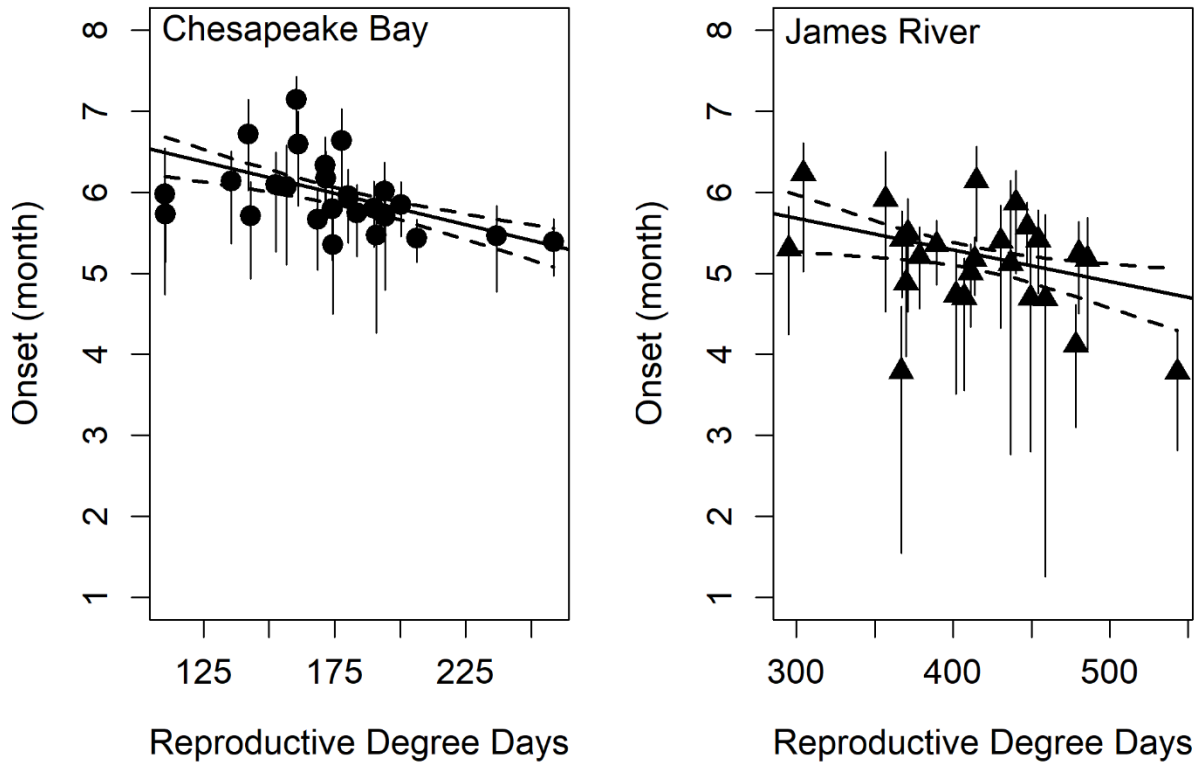 Chesapeake Bay
Onset (month)
8
7
6
5
4
3
2
1
125 175 225
Reproductive Degree Days
James River
Onset (month)
8
7
6
5
4
3
2
1
300 400 500
Reproductive Degree Days